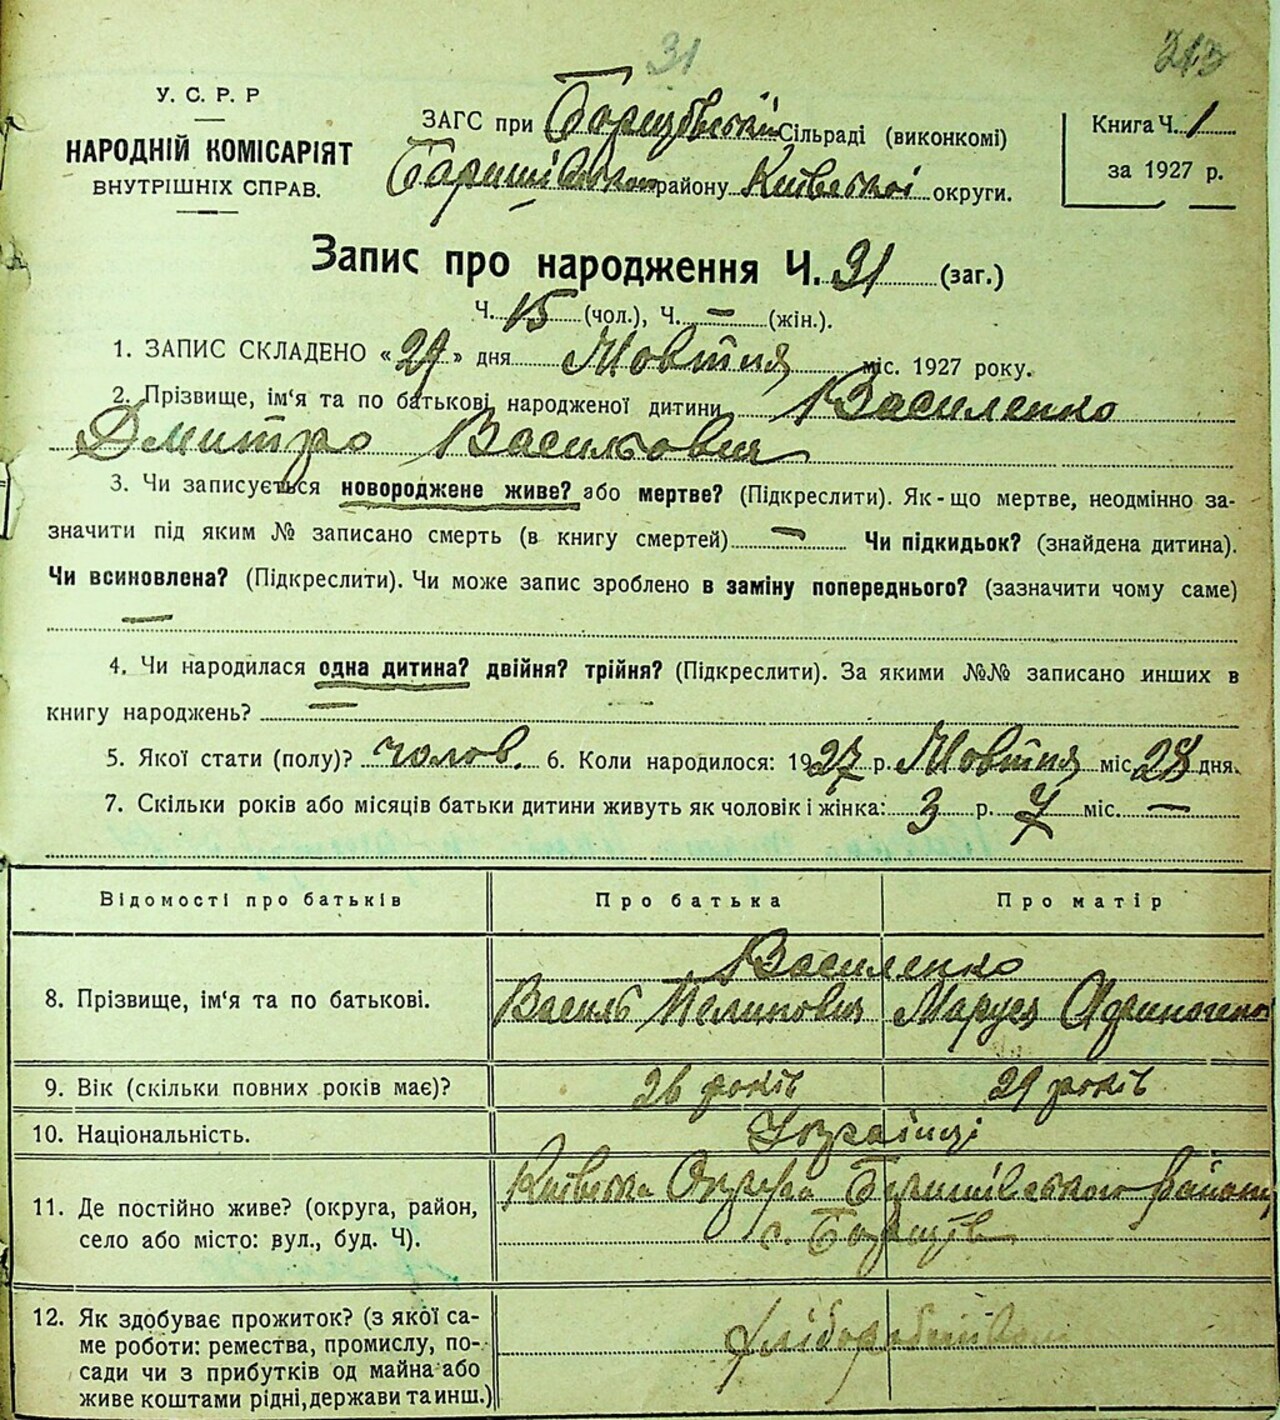 31
213
У. С. Р. Р
НАРОДНІЙ КОМІСАРІЯТ
ВНУТРІШНІХ СПРАВ.
ЗАГС при Борщівській Сільраді (виконкомі)
Баришівського району Київської округи.
Книга Ч. 1
за 1927 р.
Запис про народження Ч. 31 (заг.)
Ч. 15 (чол.), Ч. — (жін.).
1. ЗАПИС СКЛАДЕНО «29» дня Жовтня міс. 1927 року.
2. Прізвище, ім'я та по батькові народженої дитини Василенко
Дмитро Васильович
3. Чи записується новороджене живе? або мертве? (Підкреслити). Як-що мертве, неодмінно за-
значити під яким № записано смерть (в книгу смертей) — Чи підкидьок? (знайдена дитина).
Чи всиновлена? (Підкреслити). Чи може запис зроблено в заміну попереднього? (зазначити чому саме)
—
4. Чи народилася одна дитина? двійня? трійня? (Підкреслити). За якими №№ записано инших в
книгу народжень? —
5. Якої стати (полу)? чолов. 6. Коли народилося: 1927 р. Жовтня міс. 28 дня.
7. Скільки років або місяців батьки дитини живуть як чоловік і жінка: 3 р. 7 міс. —
Відомості про батьків Про батька Про матір
Василенко
8. Прізвище, ім'я та по батькові. Василь Пилипович Маруся
9. Вік (скільки повних років має)? 26 років 29 років
10. Національність. Українці
Київська Округа Баришівського району
11. Де постійно живе? (округа, район,
село або місто: вул., буд. Ч). с. Борщів
12. Як здобуває прожиток? (з якої са-
ме роботи: ремества, промислу, по- хліборобством
сади чи з прибутків од майна або
живе коштами рідні, держави та инш.)